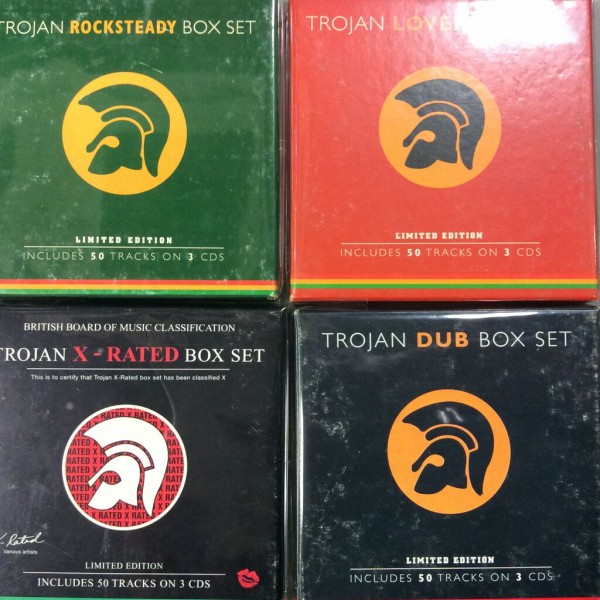 TROJAN ROCKSTEADY BOX SET
LIMITED EDITION
INCLUDES 50 TRACKS ON 3 CDS
TROJAN
LIMITED EDITION
INCLUDES 50 TRACKS ON 3 CDS
BRITISH BOARD OF MUSIC CLASSIFICATION
TROJAN X-RATED BOX SET
This is to certify that Trojan X-Rated box set has been classified X
RATED X RATED X
X-Rated
various artists
LIMITED EDITION
INCLUDES 50 TRACKS ON 3 CDS
TROJAN DUB BOX SET
LIMITED EDITION
INCLUDES 50 TRACKS ON 3 CDS